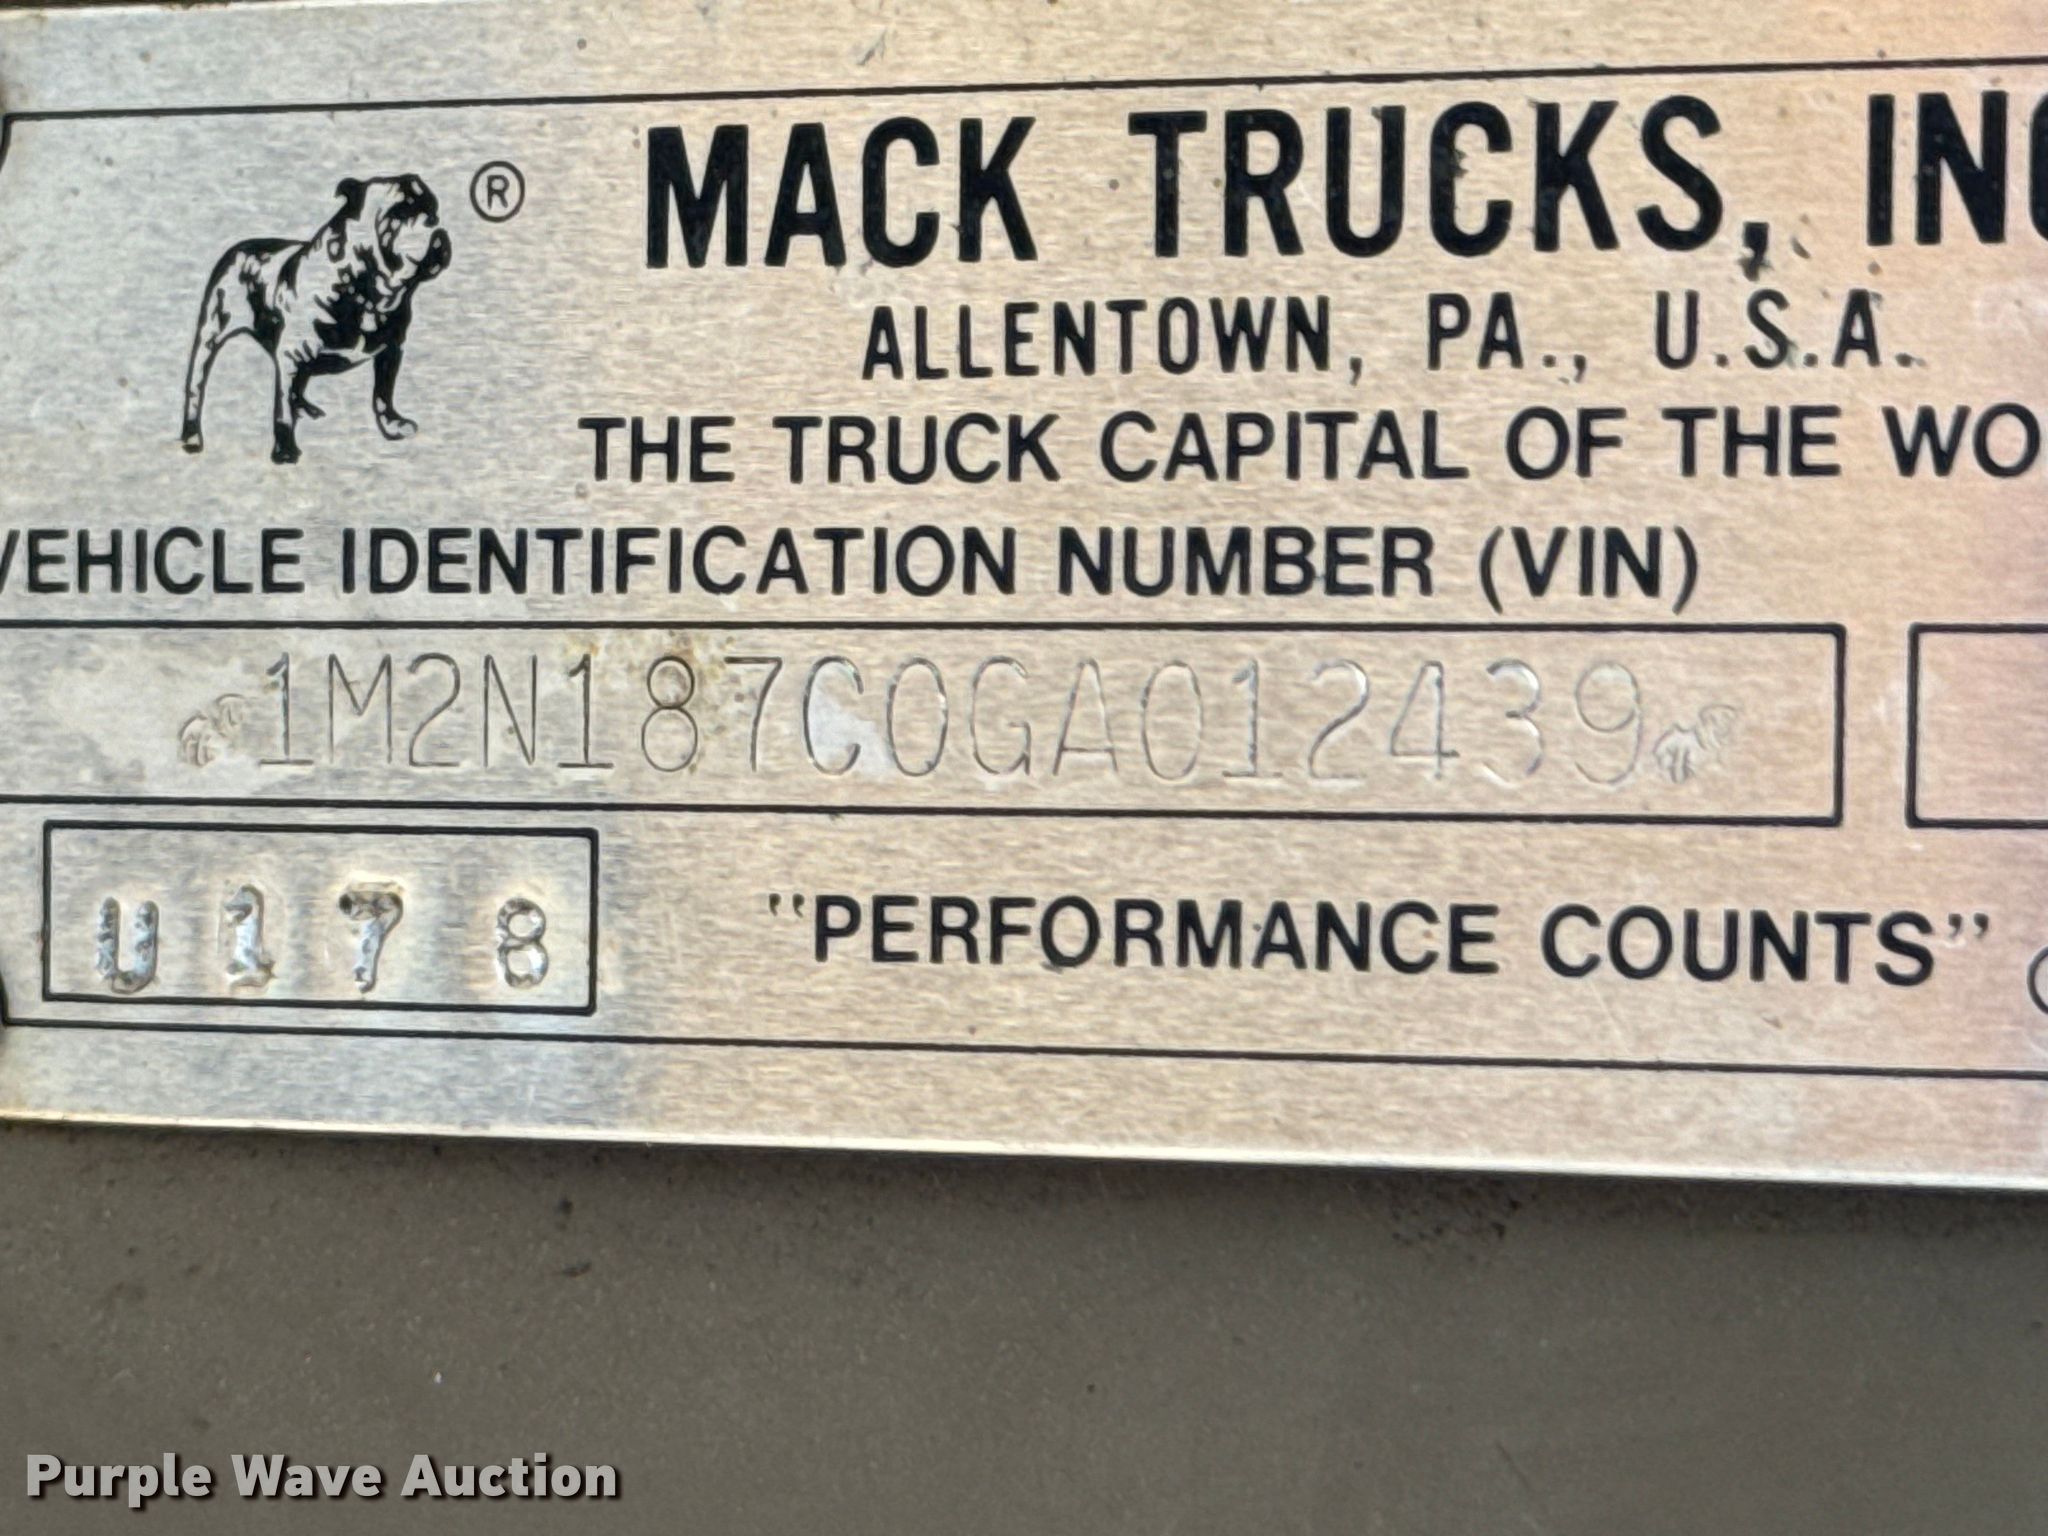 ®
MACK TRUCKS, INC
ALLENTOWN, PA., U.S.A.
THE TRUCK CAPITAL OF THE WO
VEHICLE IDENTIFICATION NUMBER (VIN)
1M2N187C0GA012439
U178
"PERFORMANCE COUNTS"
Purple Wave Auction